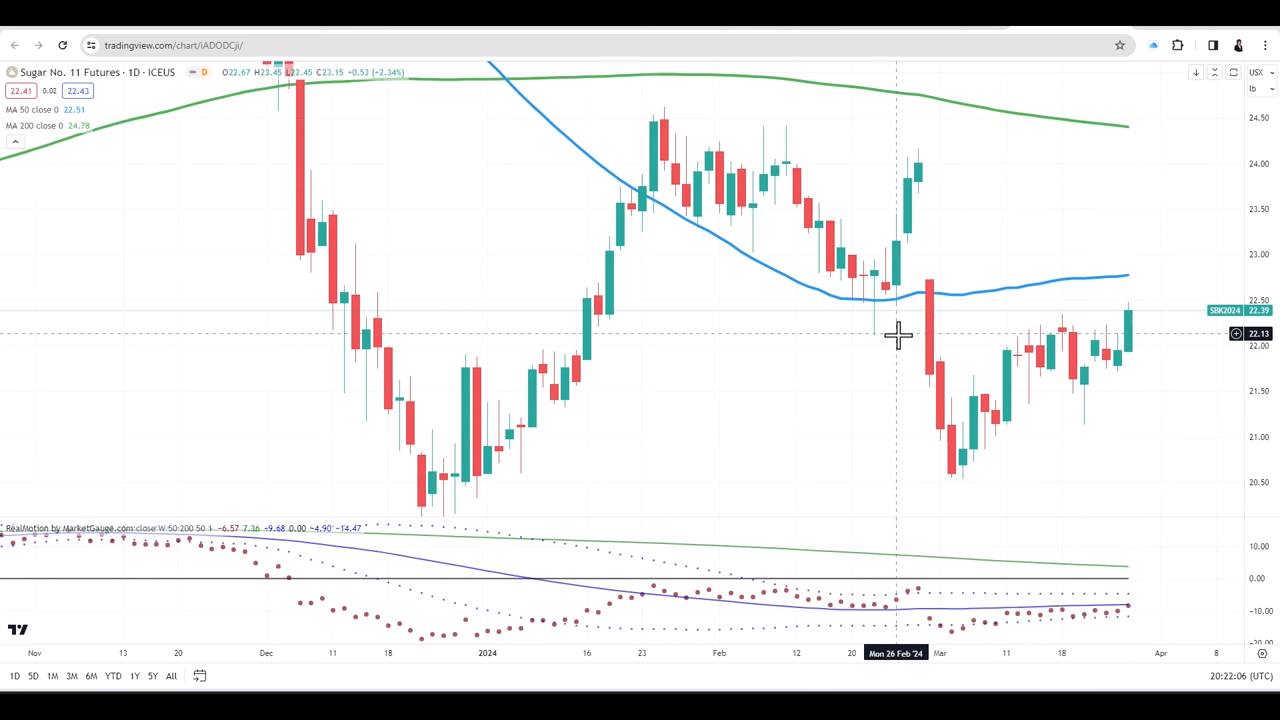 tradingview.com/chart/iADODCji/
Sugar No. 11 Futures · 1D · ICEUS D O22.67 H23.45 L22.45 C23.15 +0.53 (+2.34%)
22.41 0.02 22.43
MA 50 close 0 22.51
MA 200 close 0 24.78
USX
lb
24.50
24.00
23.50
23.00
22.50
SBK2024 22.39
22.13
22.00
21.50
21.00
20.50
RealMotion by MarketGauge.com close W 50 200 50 1 −6.57 7.36 −9.68 0.00 −4.90 −14.47
10.00
0.00
-10.00
-20.00
Nov 13 20 Dec 11 18 2024 16 23 Feb 12 20 Mon 26 Feb '24 Mar 11 18 Apr 8
1D 5D 1M 3M 6M YTD 1Y 5Y All 20:22:06 (UTC)